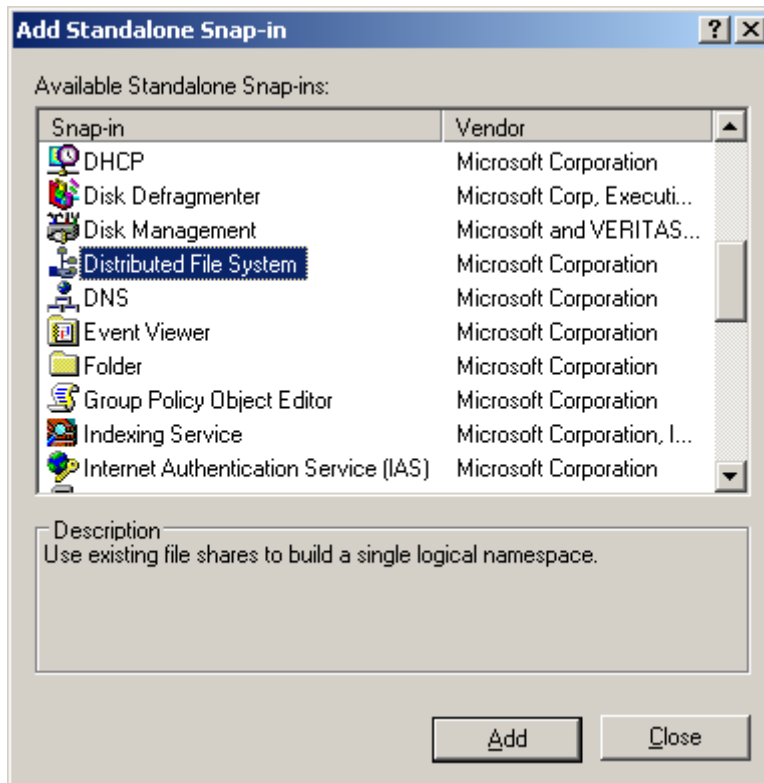 Add Standalone Snap-in
Available Standalone Snap-ins:
Snap-in Vendor
DHCP Microsoft Corporation
Disk Defragmenter Microsoft Corp, Executi...
Disk Management Microsoft and VERITAS...
Distributed File System Microsoft Corporation
DNS Microsoft Corporation
Event Viewer Microsoft Corporation
Folder Microsoft Corporation
Group Policy Object Editor Microsoft Corporation
Indexing Service Microsoft Corporation, I...
Internet Authentication Service (IAS) Microsoft Corporation
Description
Use existing file shares to build a single logical namespace.
Add Close